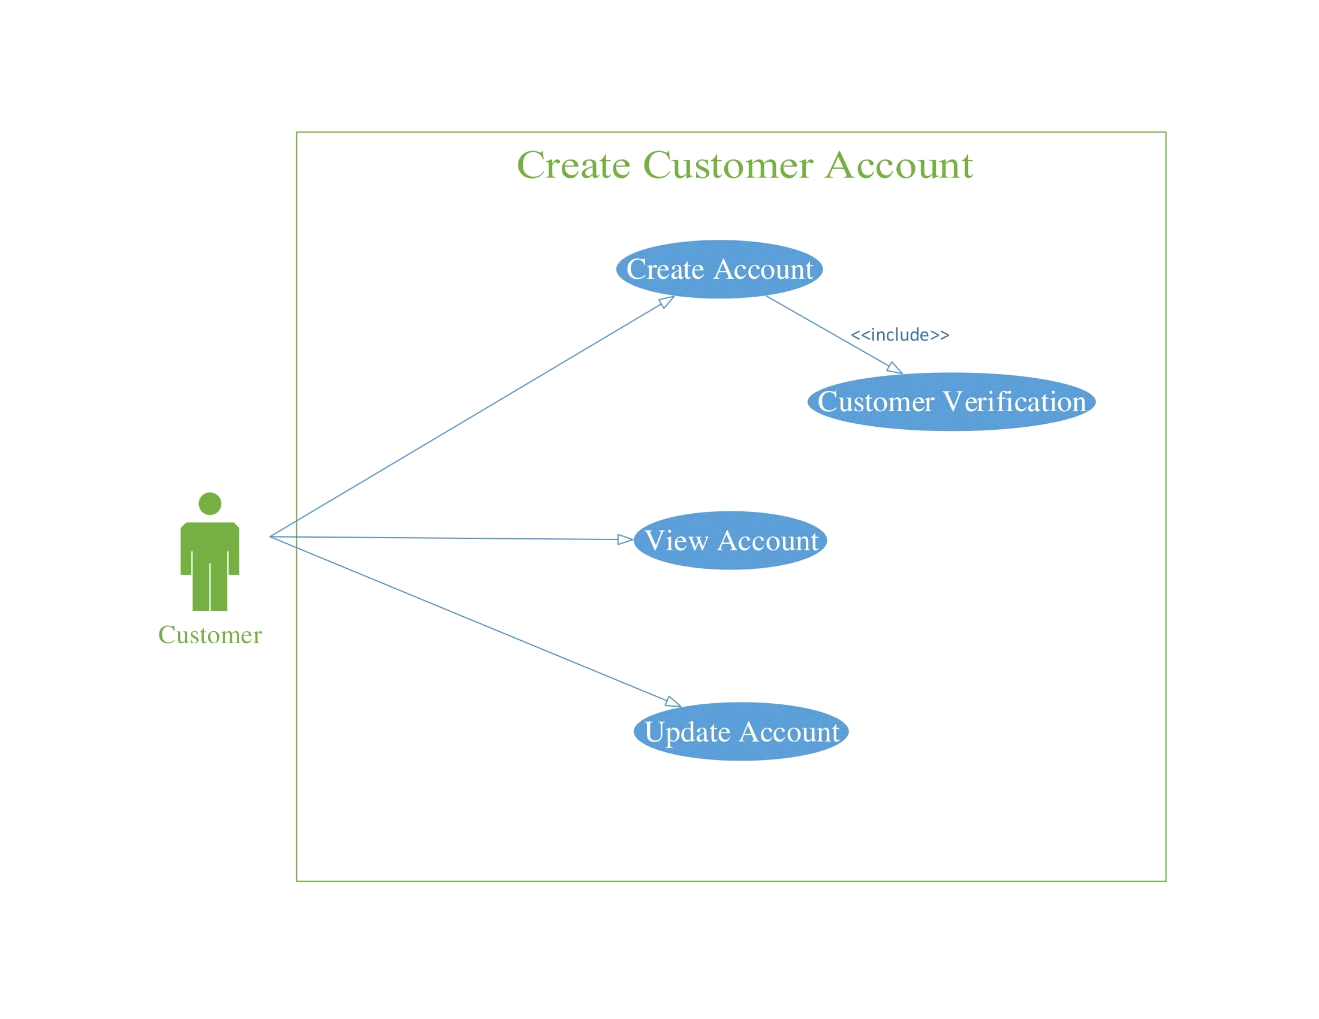 Create Customer Account
Create Account
<<include>>
Customer Verification
View Account
Customer
Update Account